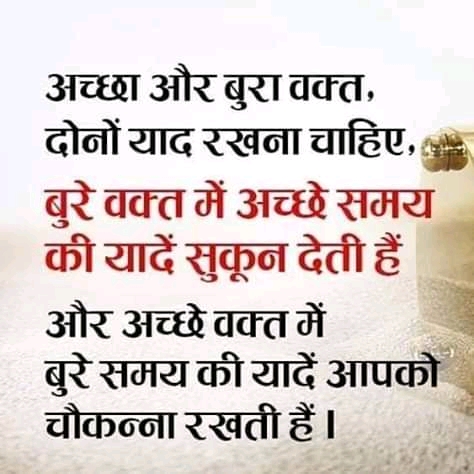 अच्छा और बुरा वक्त,
दोनों याद रखना चाहिए,
बुरे वक्त में अच्छे समय
की यादें सुकून देती हैं
और अच्छे वक्त में
बुरे समय की यादें आपको
चौकन्ना रखती हैं ।